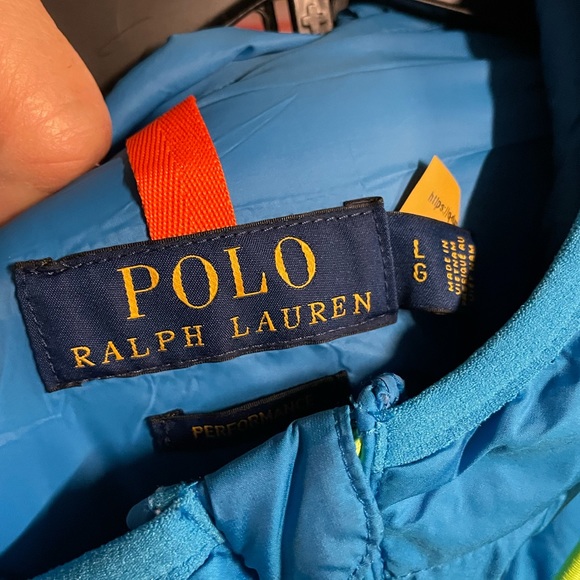 POLO
RALPH LAUREN
L
G
MADE IN
VIETNAM
PERFORMANCE